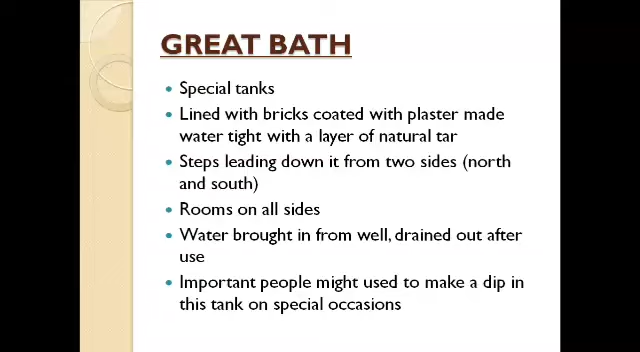 GREAT BATH
• Special tanks
• Lined with bricks coated with plaster made
water tight with a layer of natural tar
• Steps leading down it from two sides (north
and south)
• Rooms on all sides
• Water brought in from well, drained out after
use
• Important people might used to make a dip in
this tank on special occasions